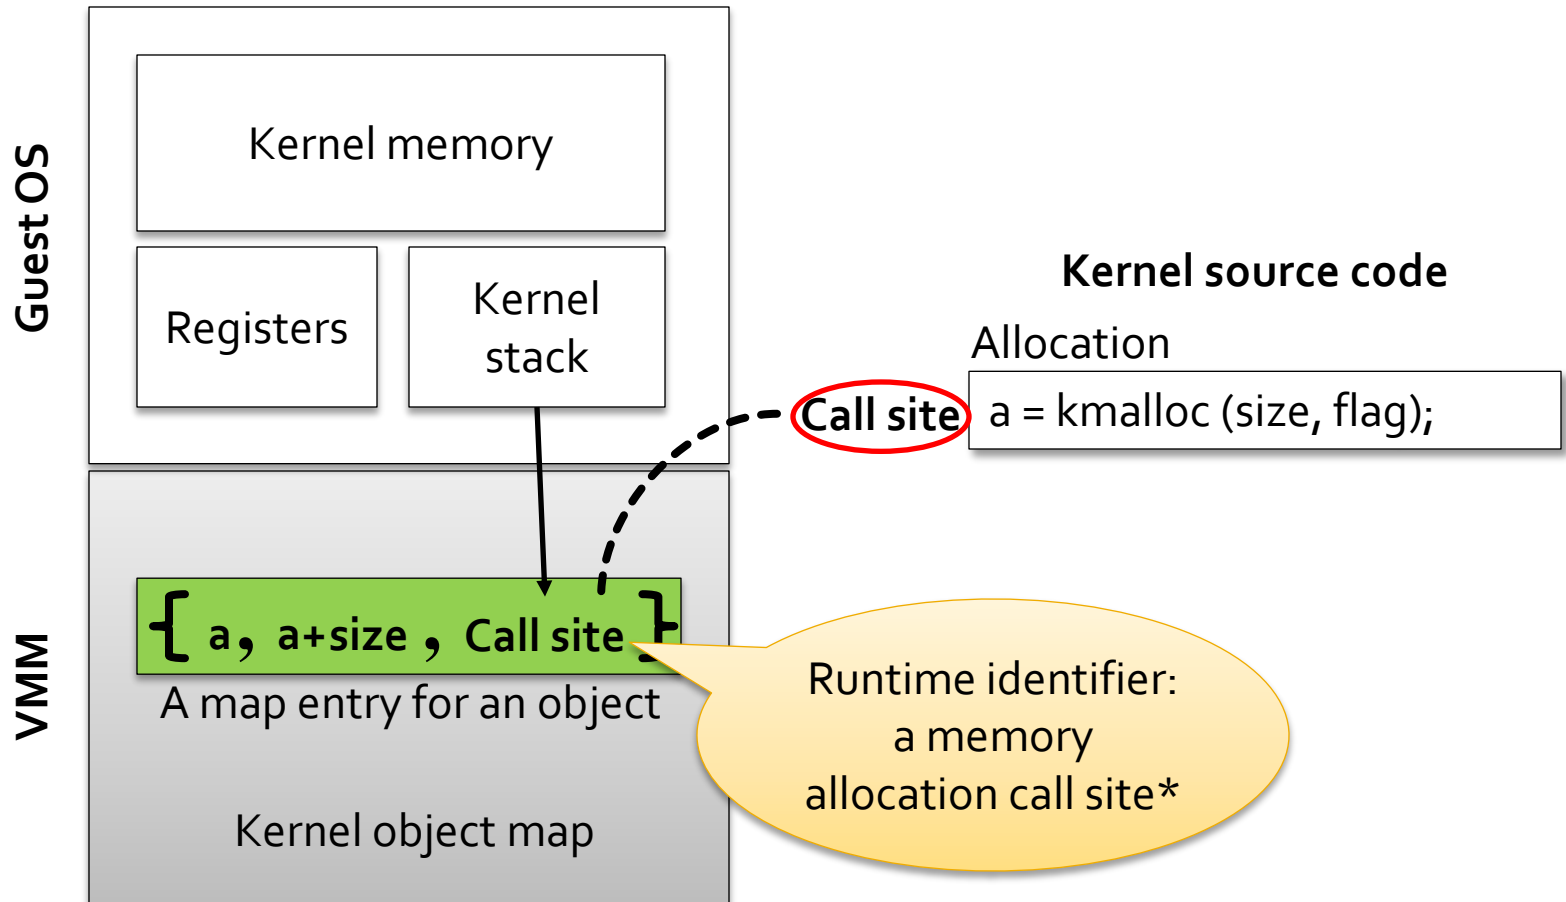 Guest OS
Kernel memory
Registers
Kernel
stack
Kernel source code
Allocation
Call site
a = kmalloc (size, flag);
VMM
{ a, a+size , Call site }
A map entry for an object
Kernel object map
Runtime identifier:
a memory
allocation call site*